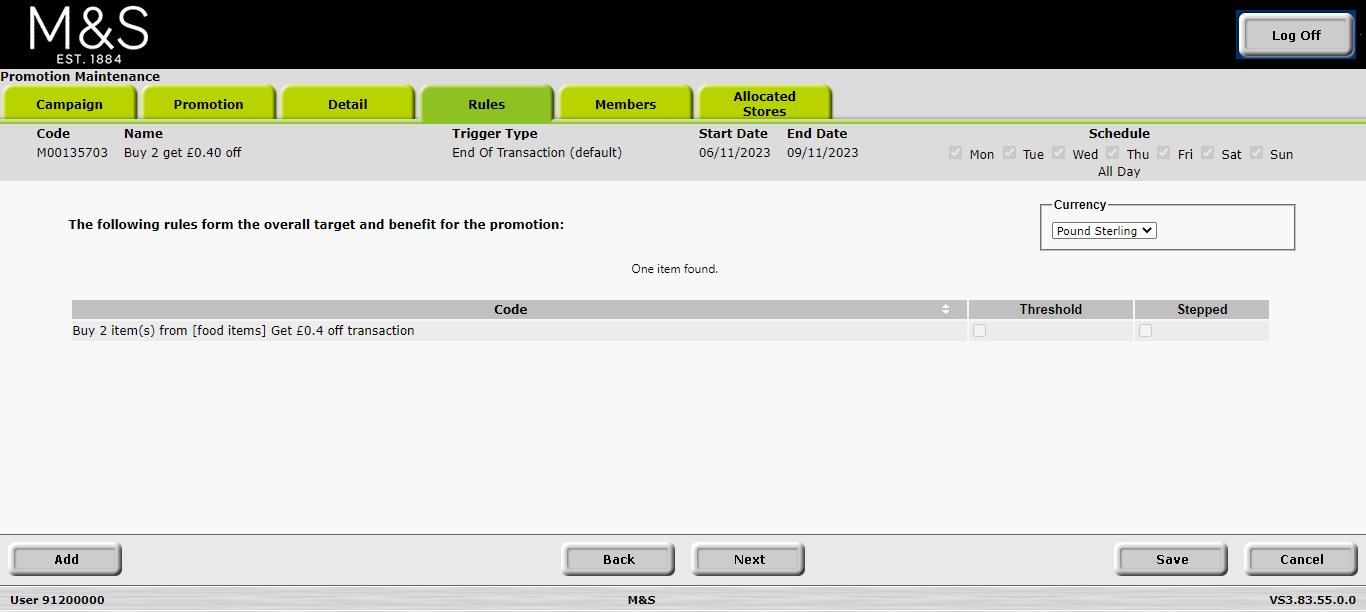 M&S
EST. 1884
Log Off
Promotion Maintenance
Campaign
Promotion
Detail
Rules
Members
Allocated
Stores
Code Name Trigger Type Start Date End Date Schedule
M00135703 Buy 2 get £0.40 off End Of Transaction (default) 06/11/2023 09/11/2023 Mon Tue Wed Thu Fri Sat Sun
All Day
The following rules form the overall target and benefit for the promotion:
Currency
Pound Sterling
One item found.
Code Threshold Stepped
Buy 2 item(s) from [food items] Get £0.4 off transaction
Add Back Next Save Cancel
User 91200000 M&S VS3.83.55.0.0